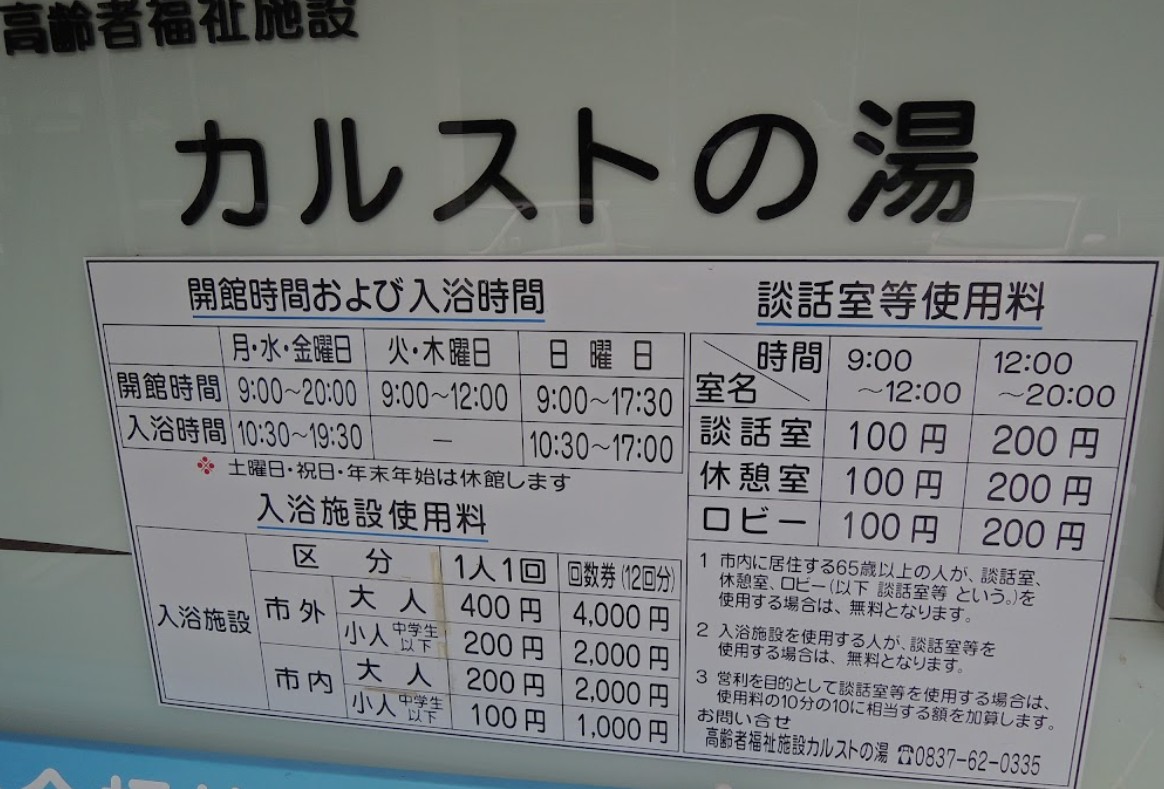 高齢者福祉施設
カルストの湯
開館時間および入浴時間
月・水・金曜日 火・木曜日 日曜日
開館時間 9:00～20:00 9:00～12:00 9:00～17:30
入浴時間 10:30～19:30 － 10:30～17:00
※ 土曜日・祝日・年末年始は休館します
入浴施設使用料
区分 1人1回 回数券(12回分)
入浴施設
市外 大人 400円 4,000円
小人 中学生以下 200円 2,000円
市内 大人 200円 2,000円
小人 中学生以下 100円 1,000円
談話室等使用料
時間 9:00 12:00
室名 ～12:00 ～20:00
談話室 100円 200円
休憩室 100円 200円
ロビー 100円 200円
1 市内に居住する65歳以上の人が、談話室、
休憩室、ロビー(以下 談話室等 という。)を
使用する場合は、無料となります。
2 入浴施設を使用する人が、談話室等を
使用する場合は、無料となります。
3 営利を目的として談話室等を使用する場合は、
使用料の10分の10に相当する額を加算します。
お問い合せ
高齢者福祉施設カルストの湯 ☎0837-62-0335